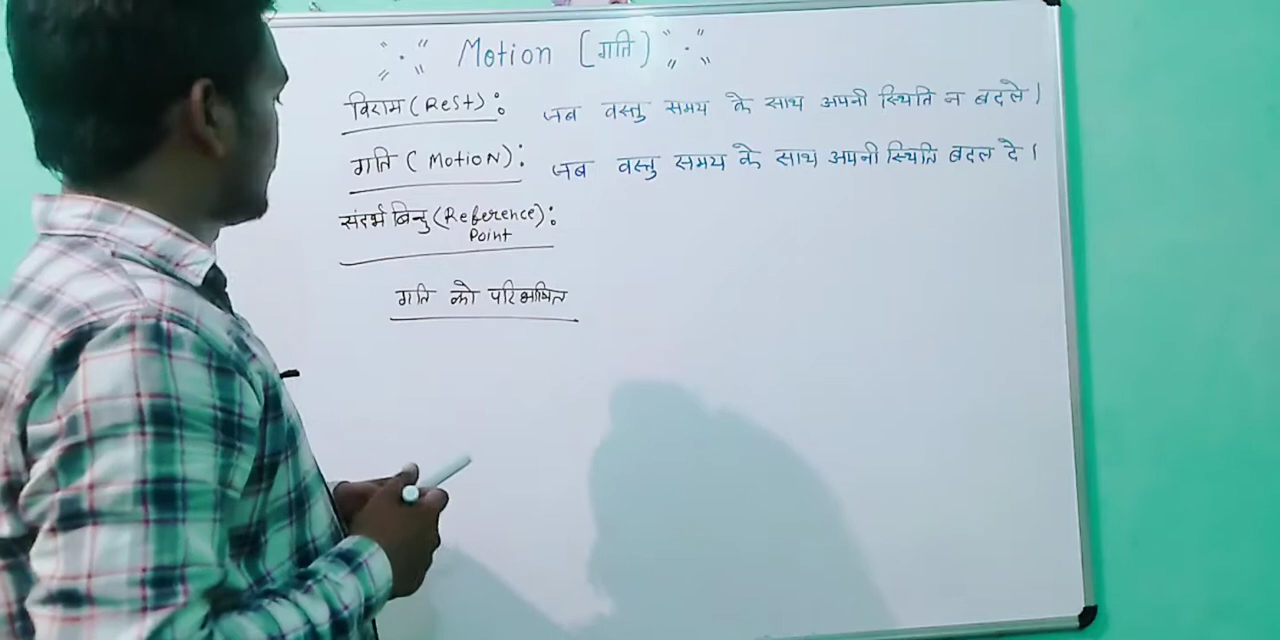 Motion [गति)
विराम (ReSt): जब वस्तु समय के साथ अपनी स्थिति न बदले।
गति (MotioN): जब वस्तु समय के साथ अपनी स्थिति बदल दे।
संदर्भ बिन्दु (Reference):
Point
गति को परिभाषित